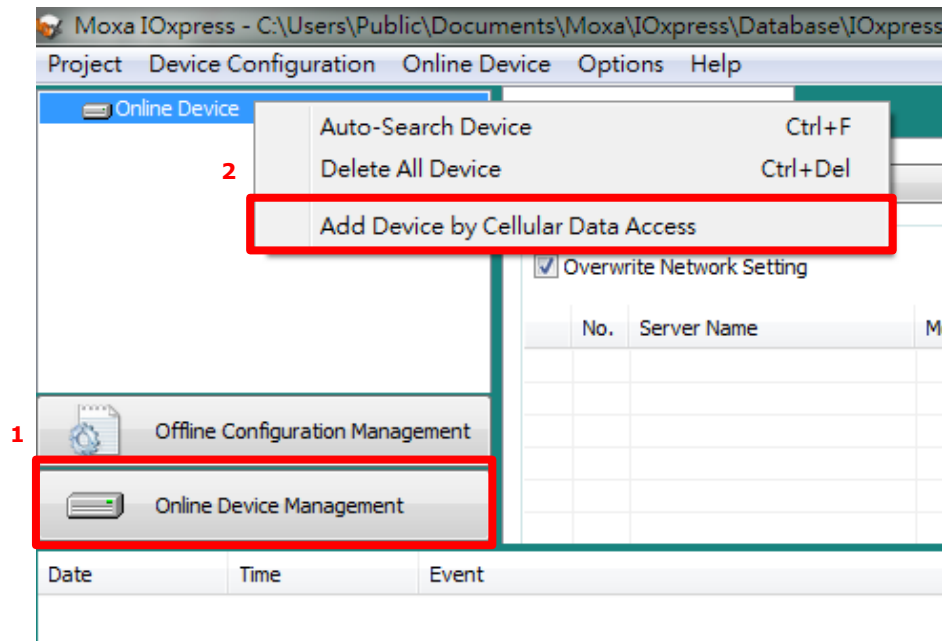 Moxa IOxpress - C:\Users\Public\Documents\Moxa\IOxpress\Database\IOxpress
Project Device Configuration Online Device Options Help
Online Device
Auto-Search Device Ctrl+F
2 Delete All Device Ctrl+Del
Add Device by Cellular Data Access
Overwrite Network Setting
No. Server Name
1 Offline Configuration Management
Online Device Management
Date Time Event